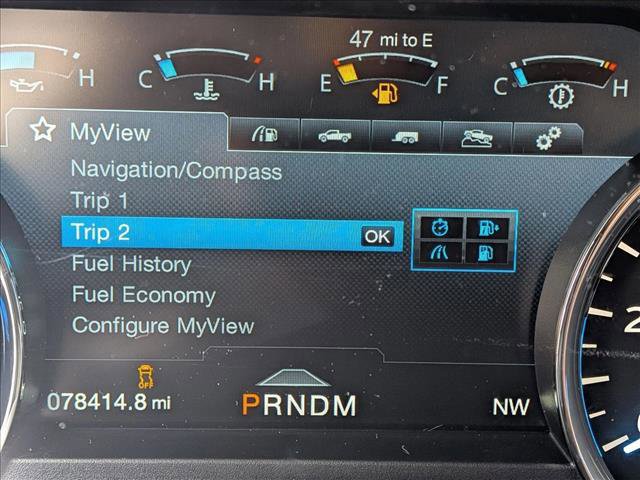 47 mi to E
H C H E F C H
MyView
Navigation/Compass
Trip 1
Trip 2 OK
Fuel History
Fuel Economy
Configure MyView
OFF
078414.8 mi PRNDM NW
2